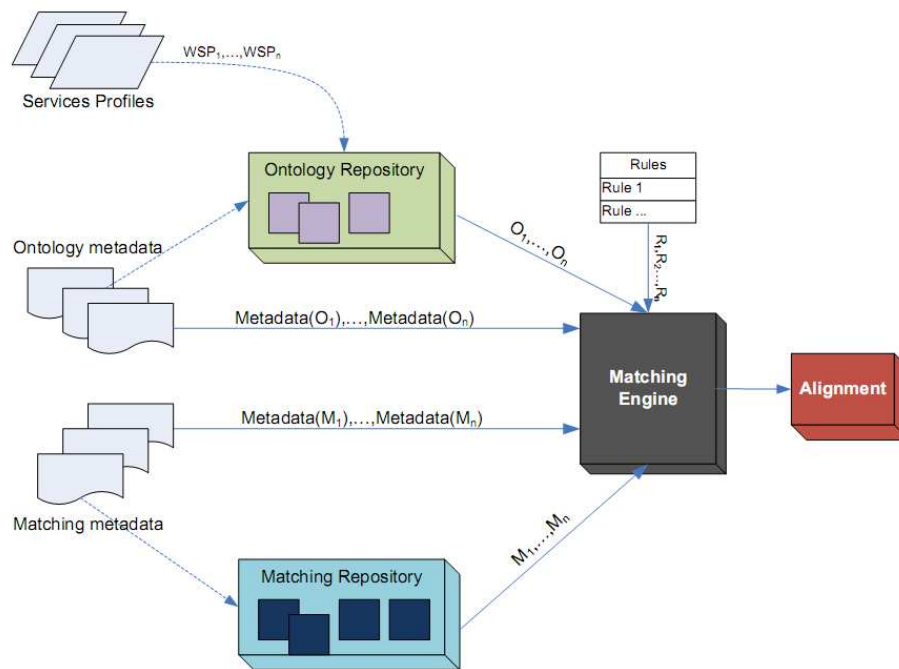 WSP₁,...,WSPₙ
Services Profiles
Ontology Repository
Rules
Rule 1
Rule ...
O₁,...,Oₙ
R₁,R₂...,Rₙ
Ontology metadata
Metadata(O₁),...,Metadata(Oₙ)
Matching
Engine
Alignment
Metadata(M₁),...,Metadata(Mₙ)
Matching metadata
M₁,...,Mₙ
Matching Repository